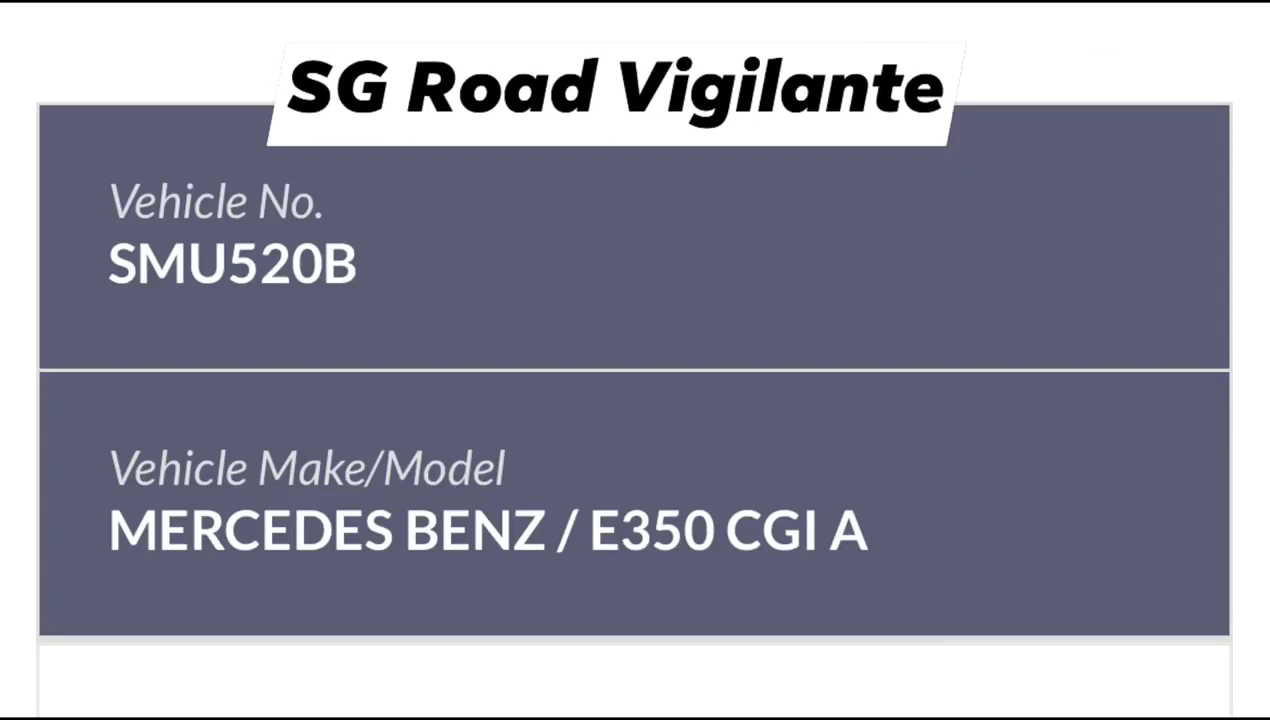 SG Road Vigilante
Vehicle No.
SMU520B
Vehicle Make/Model
MERCEDES BENZ / E350 CGI A